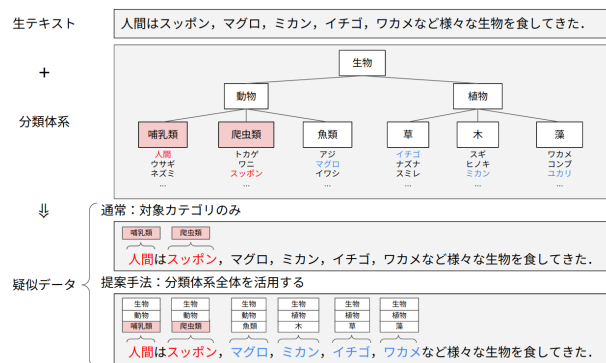 生テキスト
人間はスッポン，マグロ，ミカン，イチゴ，ワカメなど様々な生物を食してきた．
+
分類体系
生物
動物 植物
哺乳類 爬虫類 魚類 草 木 藻
人間 トカゲ アジ イチゴ スギ ワカメ
ウサギ ワニ マグロ ナズナ ヒノキ コンブ
ネズミ スッポン イワシ スミレ ミカン ユカリ
... ... ... ... ... ...
⇓
通常：対象カテゴリのみ
哺乳類 爬虫類
人間はスッポン，マグロ，ミカン，イチゴ，ワカメなど様々な生物を食してきた．
疑似データ
提案手法：分類体系全体を活用する
生物 生物 生物 生物 生物 生物
動物 動物 動物 植物 植物 植物
哺乳類 爬虫類 魚類 木 草 藻
人間はスッポン，マグロ，ミカン，イチゴ，ワカメなど様々な生物を食してきた．